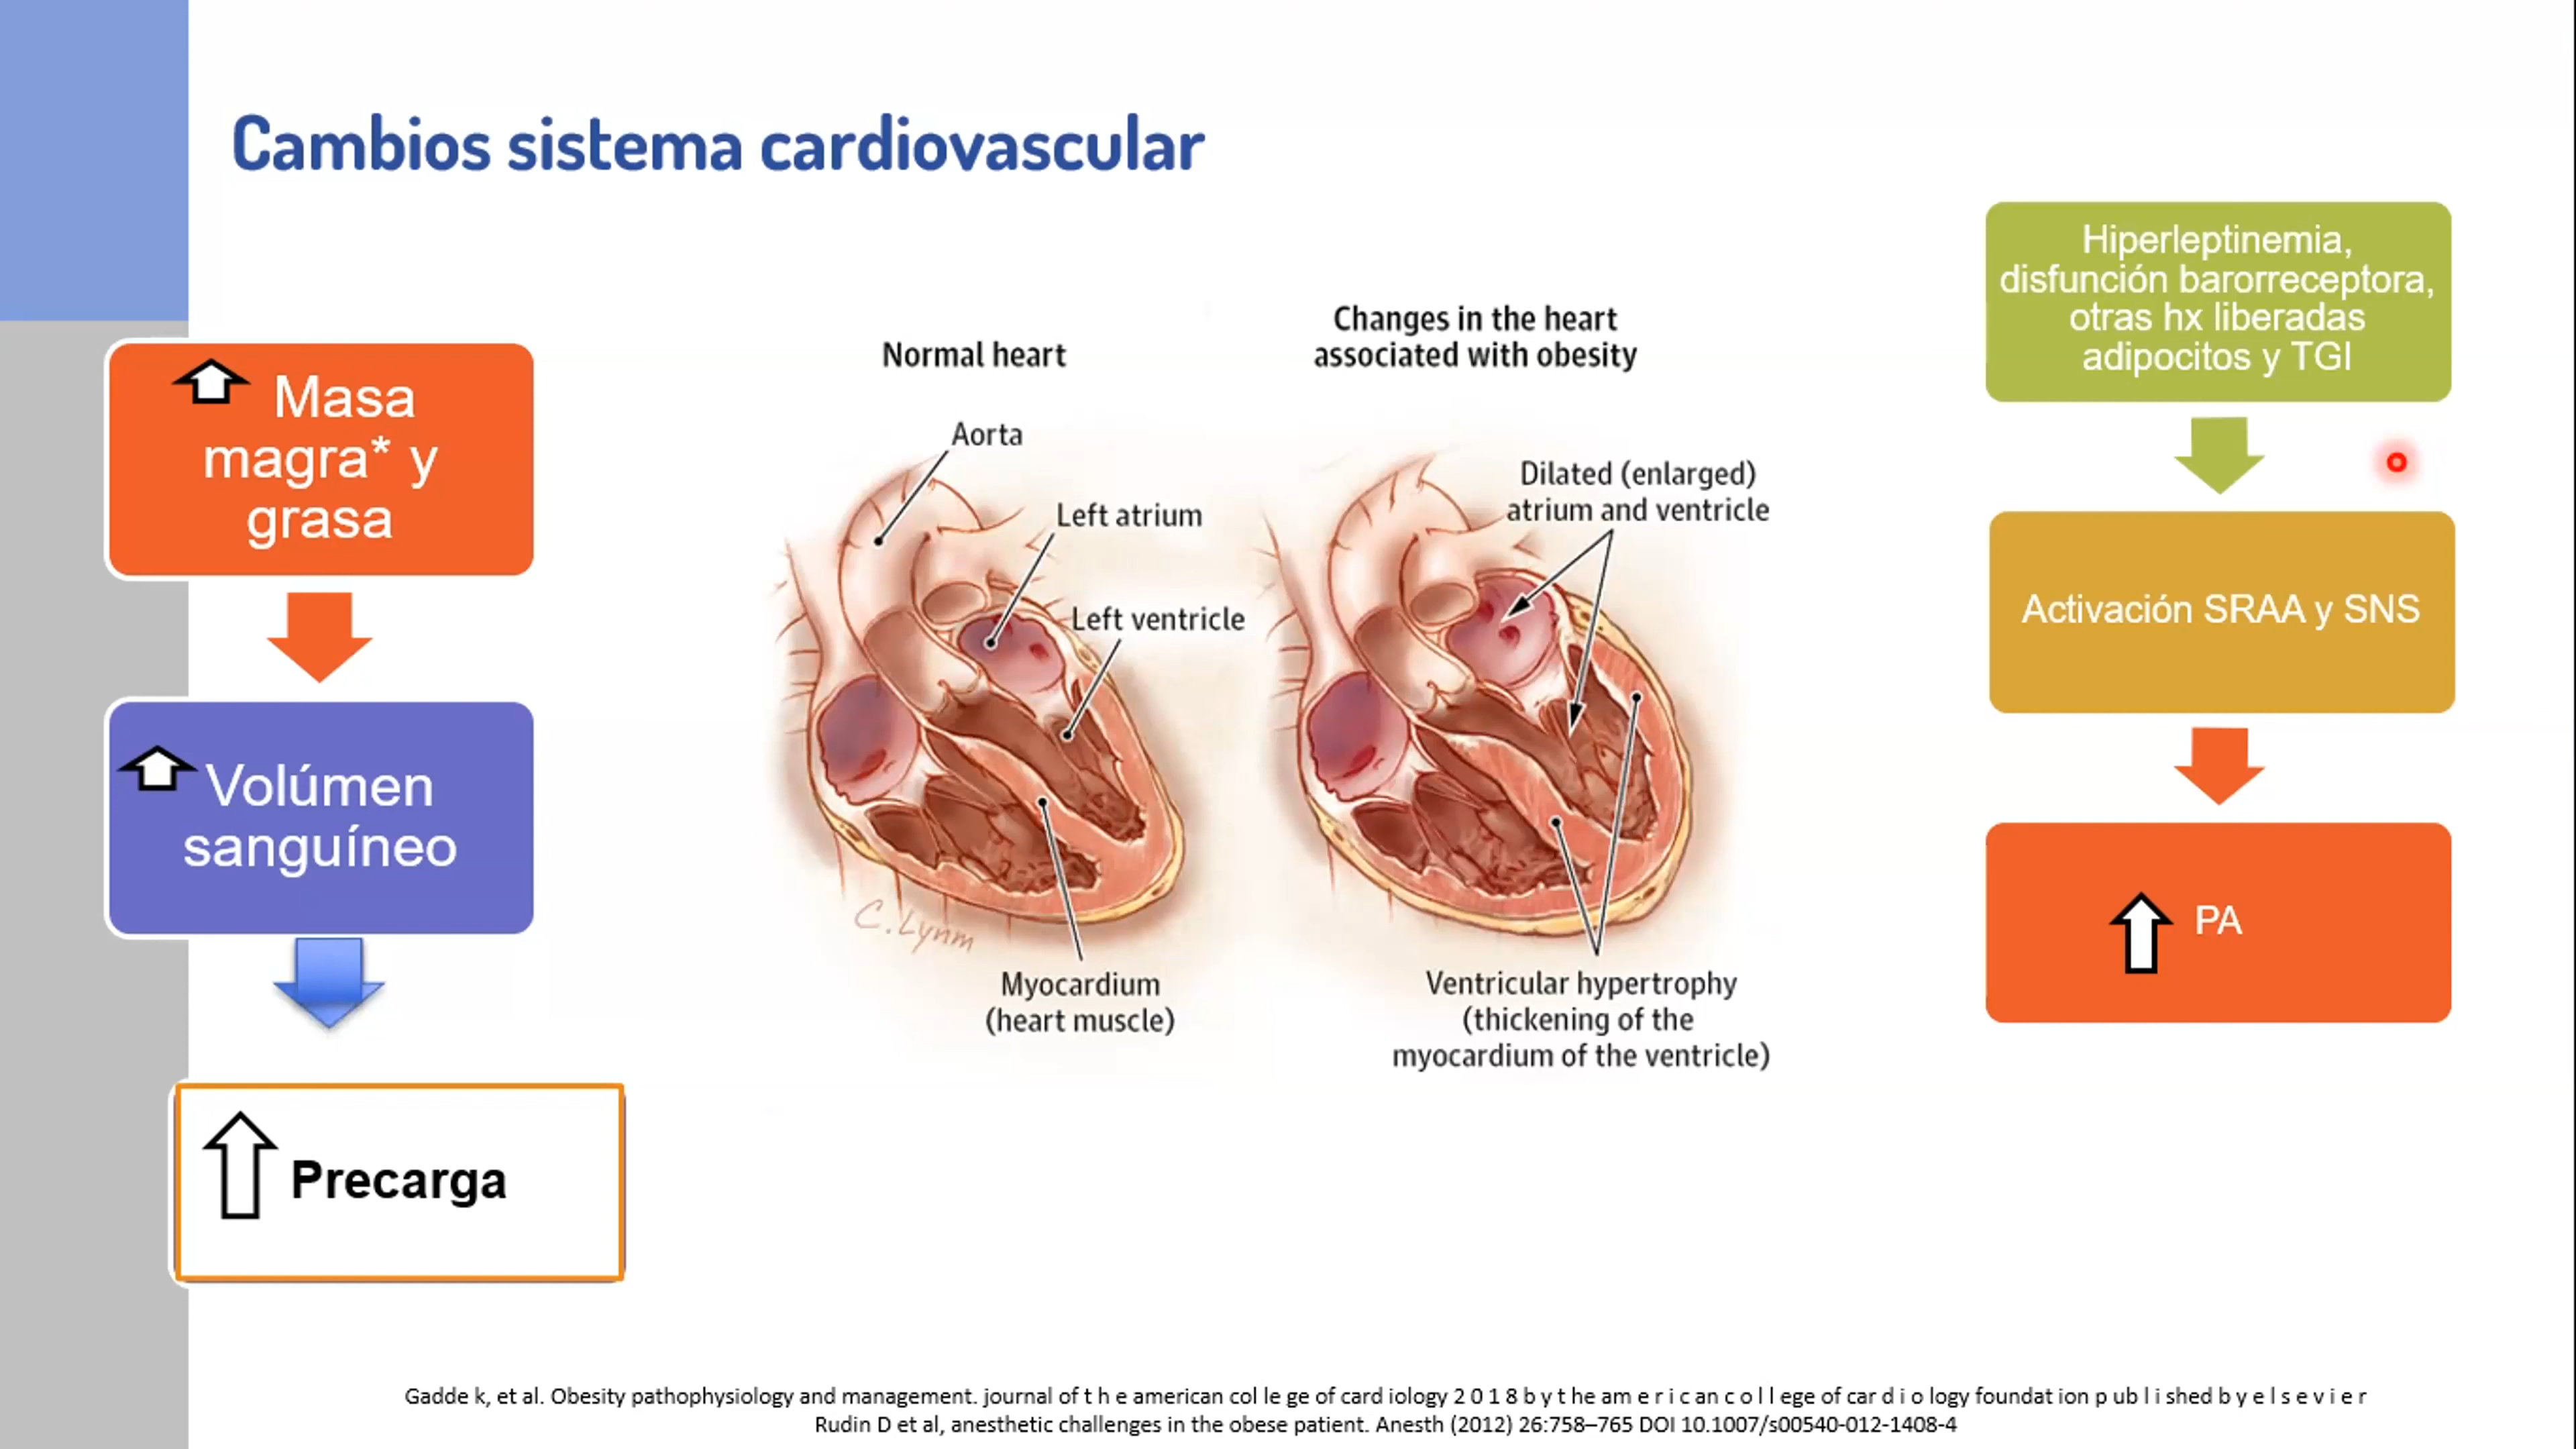 Cambios sistema cardiovascular
Masa
magra* y
grasa
Volúmen
sanguíneo
Precarga
Normal heart
Aorta
Left atrium
Left ventricle
C.Lynm
Myocardium
(heart muscle)
Changes in the heart
associated with obesity
Dilated (enlarged)
atrium and ventricle
Ventricular hypertrophy
(thickening of the
myocardium of the ventricle)
Hiperleptinemia,
disfunción barorreceptora,
otras hx liberadas
adipocitos y TGI
Activación SRAA y SNS
PA
Gadde k, et al. Obesity pathophysiology and management. journal of t h e american col le ge of card iology 2 0 1 8 b y t he am e r i c an c o l l ege of car d i o logy foundat ion p ub l i shed b y e l s e v i e r
Rudin D et al, anesthetic challenges in the obese patient. Anesth (2012) 26:758–765 DOI 10.1007/s00540-012-1408-4